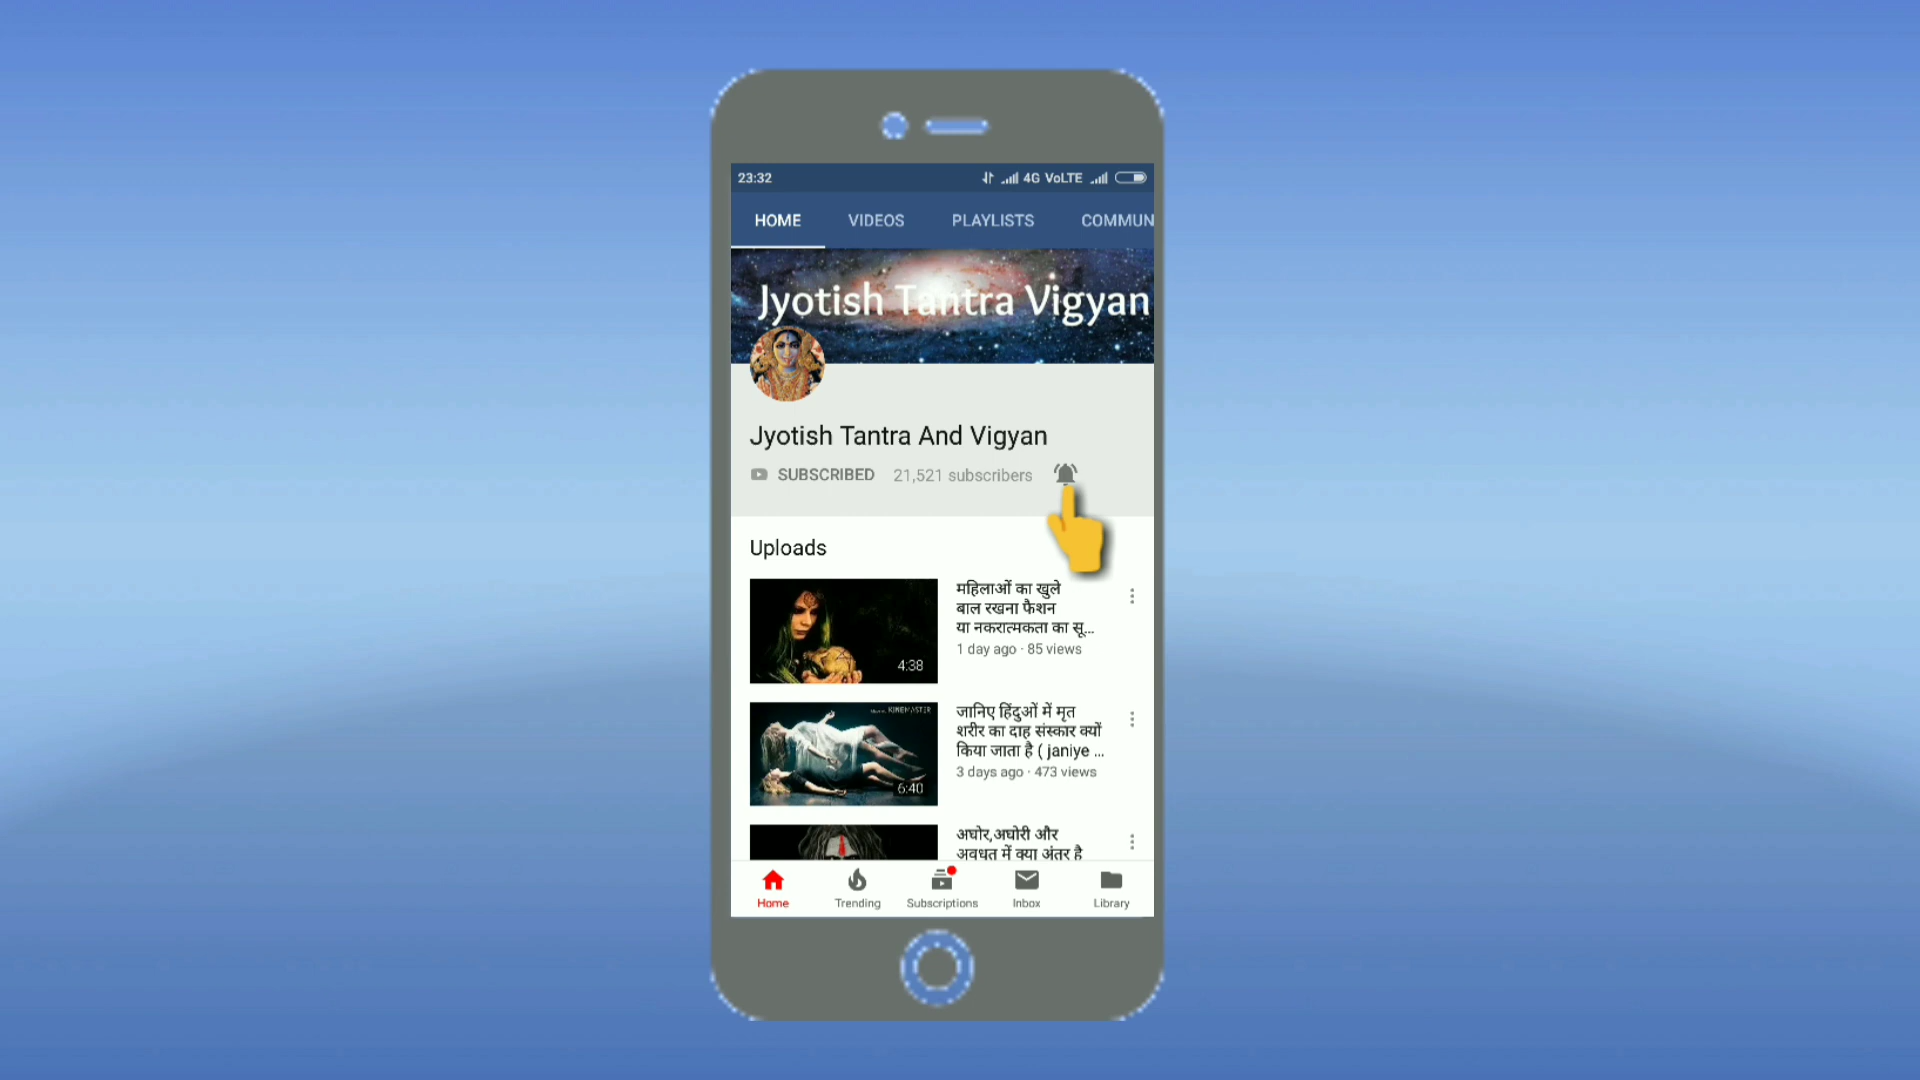 23:32 4G VoLTE
HOME VIDEOS PLAYLISTS COMMUN
Jyotish Tantra Vigyan
Jyotish Tantra And Vigyan
SUBSCRIBED 21,521 subscribers
Uploads
महिलाओं का खुले
बाल रखना फैशन
या नकरात्मकता का सू...
1 day ago · 85 views
4:38
KINEMASTER
जानिए हिंदुओं में मृत
शरीर का दाह संस्कार क्यों
किया जाता है ( janiye ...
3 days ago · 473 views
6:40
अघोर,अघोरी और
अवधूत में क्या अंतर है
Home Trending Subscriptions Inbox Library